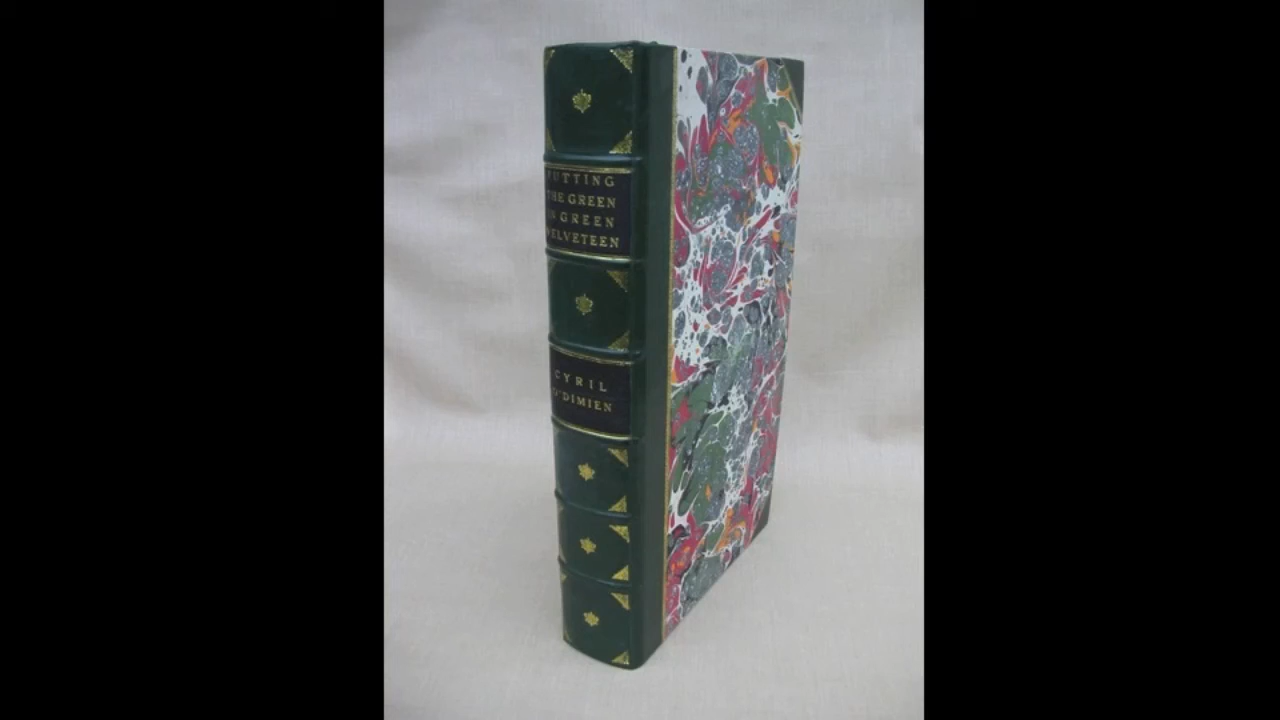 PUTTING
THE GREEN
IN GREEN
VELVETEEN
CYRIL
O'DIMIEN